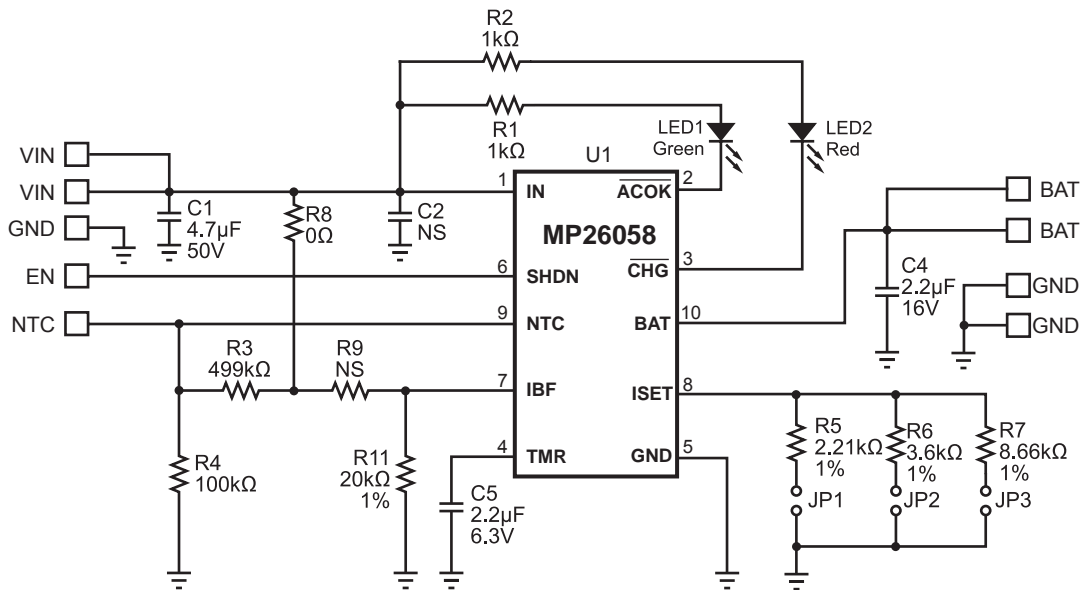 R2
1kΩ
R1
1kΩ
LED1
Green
LED2
Red
U1
VIN
VIN
GND
EN
NTC
C1
4.7µF
50V
R8
0Ω
C2
NS
1
IN
6
SHDN
9
NTC
7
IBF
4
TMR
MP26058
2
ACOK
3
CHG
10
BAT
8
ISET
5
GND
BAT
BAT
GND
GND
C4
2.2µF
16V
R3
499kΩ
R9
NS
R4
100kΩ
R11
20kΩ
1%
C5
2.2µF
6.3V
R5
2.21kΩ
1%
JP1
R6
3.6kΩ
1%
JP2
R7
8.66kΩ
1%
JP3